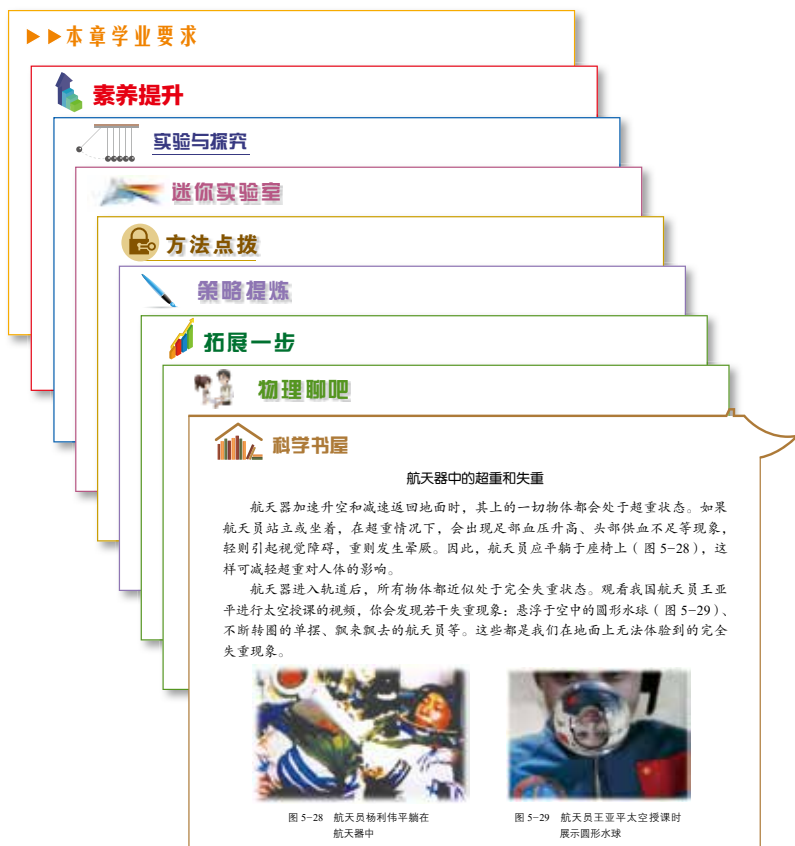 ▶▶本章学业要求
素养提升
实验与探究
迷你实验室
方法点拨
策略提炼
拓展一步
物理聊吧
科学书屋
航天器中的超重和失重
航天器加速升空和减速返回地面时，其上的一切物体都会处于超重状态。如果
航天员站立或坐着，在超重情况下，会出现足部血压升高、头部供血不足等现象，
轻则引起视觉障碍，重则发生晕厥。因此，航天员应平躺于座椅上（图 5-28），这
样可减轻超重对人体的影响。
航天器进入轨道后，所有物体都近似处于完全失重状态。观看我国航天员王亚
平进行太空授课的视频，你会发现若干失重现象：悬浮于空中的圆形水球（图 5-29）、
不断转圈的单摆、飘来飘去的航天员等。这些都是我们在地面上无法体验到的完全
失重现象。
图 5-28 航天员杨利伟平躺在
航天器中
图 5-29 航天员王亚平太空授课时
展示圆形水球